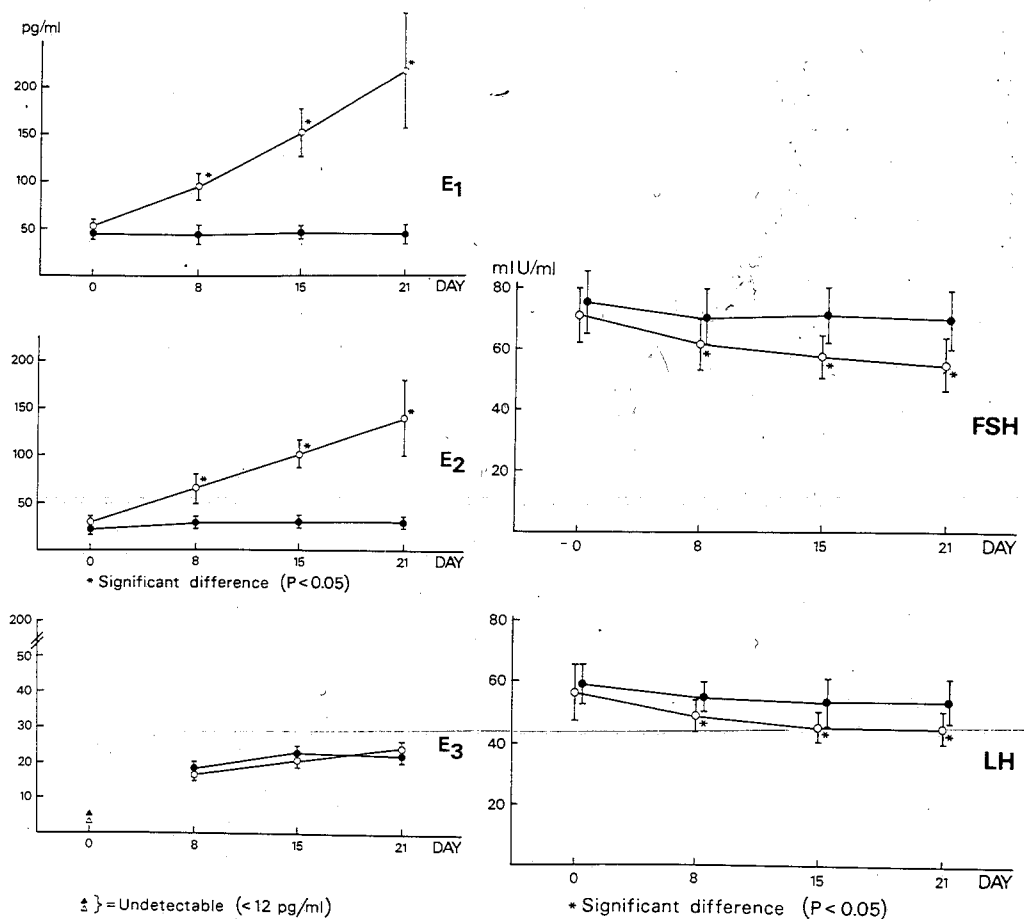 pg/ml
200
150
100
50
E1
0 8 15 21 DAY
200
150
100
50
E2
0 8 15 21 DAY
* Significant difference (P<0.05)
200
50
40
30
20
10
E3
0 8 15 21 DAY
} = Undetectable (<12 pg/ml)
mIU/ml
80
60
40
20
FSH
0 8 15 21 DAY
80
60
40
20
LH
0 8 15 21 DAY
* Significant difference (P<0.05)